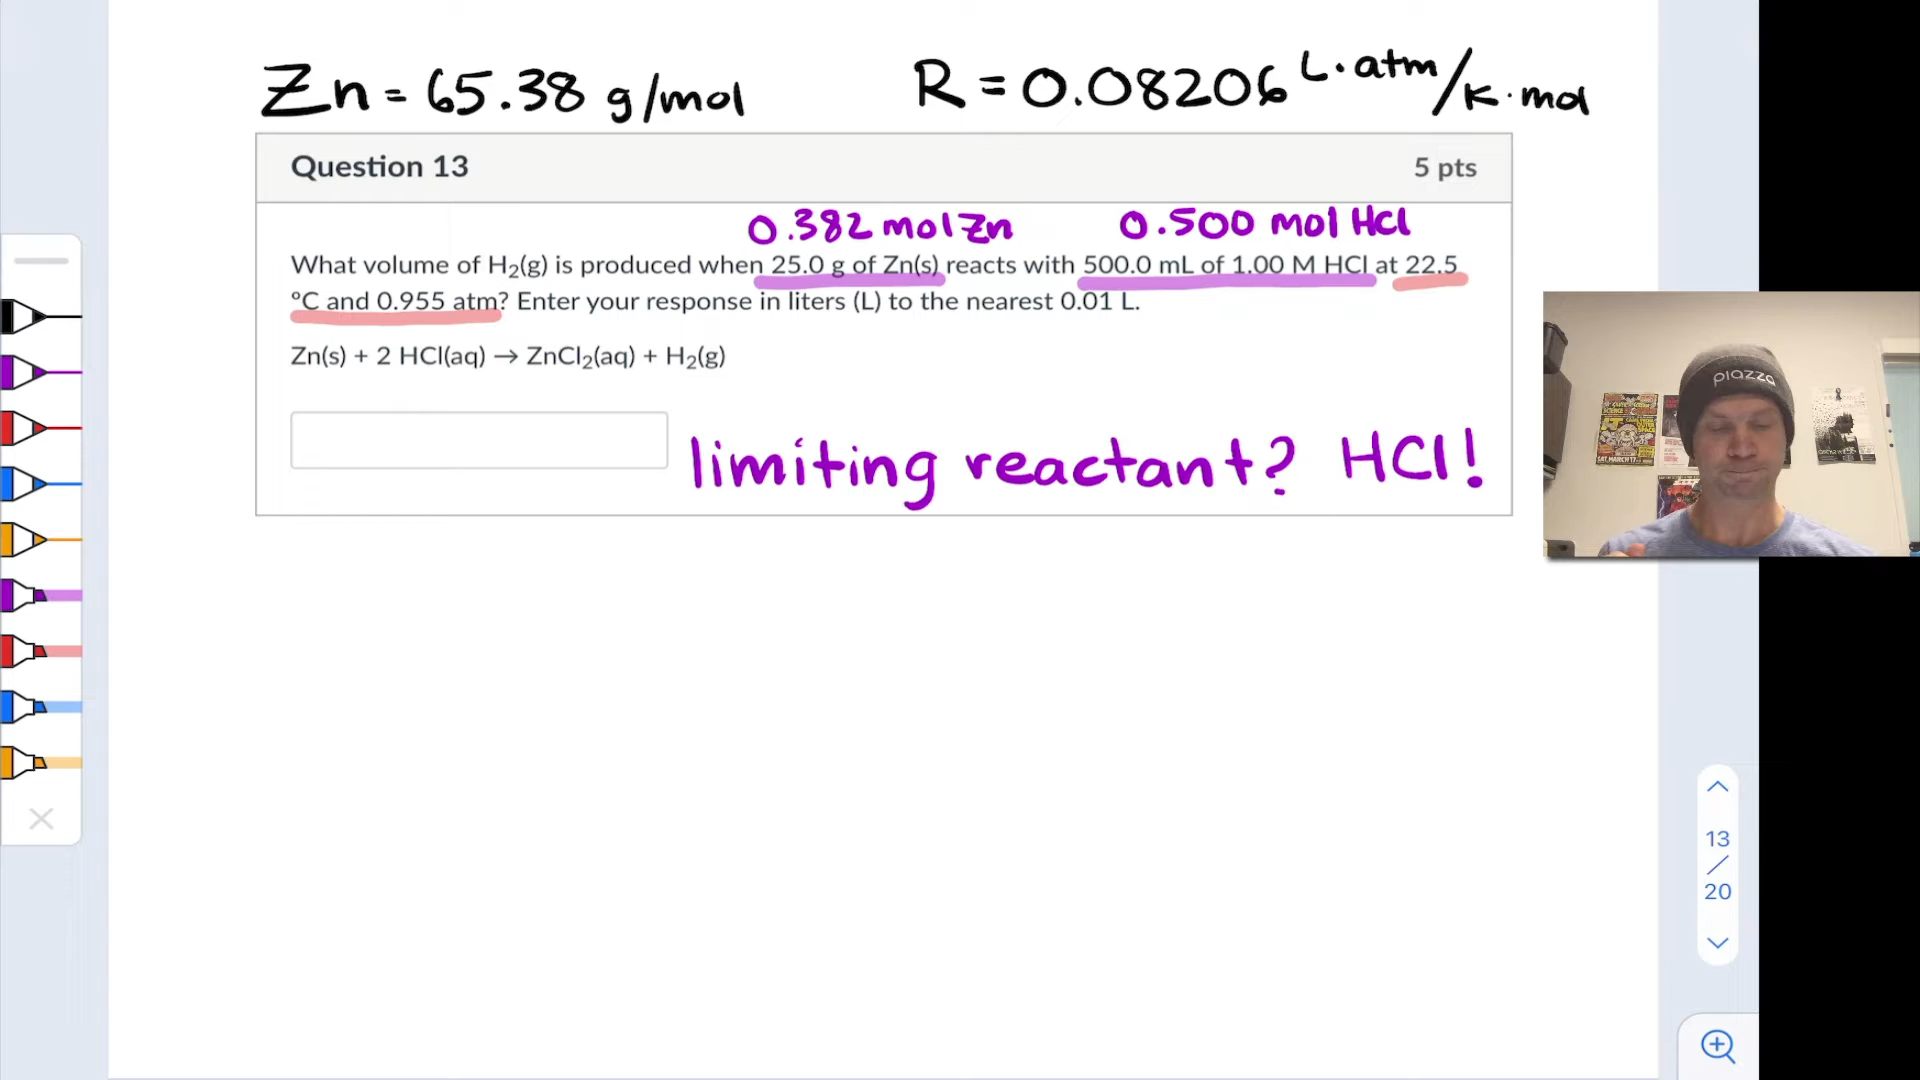 Zn = 65.38 g/mol
R = 0.08206 L·atm/K·mol
Question 13
5 pts
0.382 mol Zn
0.500 mol HCl
What volume of H₂(g) is produced when 25.0 g of Zn(s) reacts with 500.0 mL of 1.00 M HCl at 22.5
°C and 0.955 atm? Enter your response in liters (L) to the nearest 0.01 L.
Zn(s) + 2 HCl(aq) → ZnCl₂(aq) + H₂(g)
limiting reactant? HCl!
piazza
13
/
20